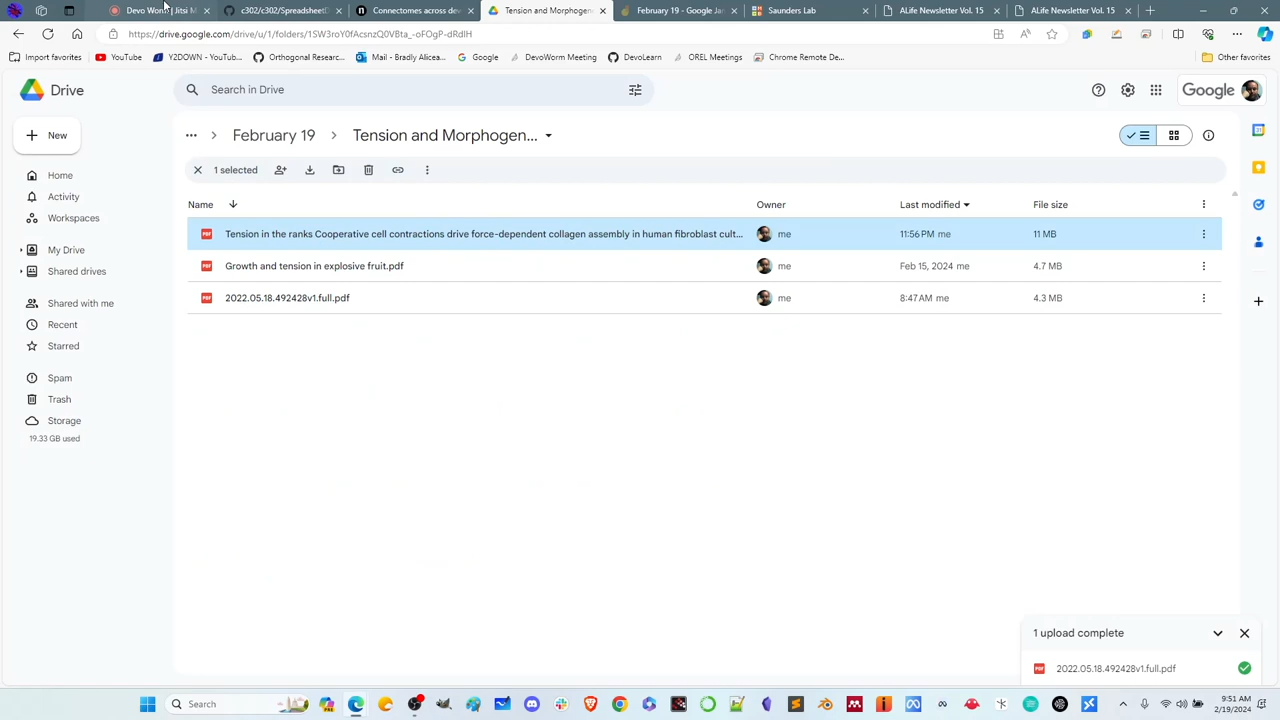 Devo Wo
Jitsi M
c302/c302/SpreadsheetD
Connectomes across dev
Tension and Morphogene
February 19 - Google
Saunders Lab
ALife Newsletter Vol. 15
ALife Newsletter Vol. 15
https://drive.google.com/drive/u/1/folders/
Import favorites
YouTube
Y2DOWN - YouTub...
Orthogonal Resear...
Mail - Bradly Alicea...
Google
DevoWorm Meeting
DevoLearn
OREL Meetings
Chrome Remote De...
Other favorites
Drive
Search in Drive
Google
New
February 19
Tension and Morphogen...
1 selected
Home
Activity
Workspaces
My Drive
Shared drives
Shared with me
Recent
Starred
Spam
Trash
Storage
19.33 GB used
Name Owner Last modified File size
Tension in the ranks Cooperative cell contractions drive force-dependent collagen assembly in human fibroblast cult... me 11:56 PM me 11 MB
Growth and tension in explosive fruit.pdf me Feb 15, 2024 me 4.7 MB
2022.05.18.492428v1.full.pdf me 8:47 AM me 4.3 MB
1 upload complete
2022.05.18.492428v1.full.pdf
Search
9:51 AM
2/19/2024